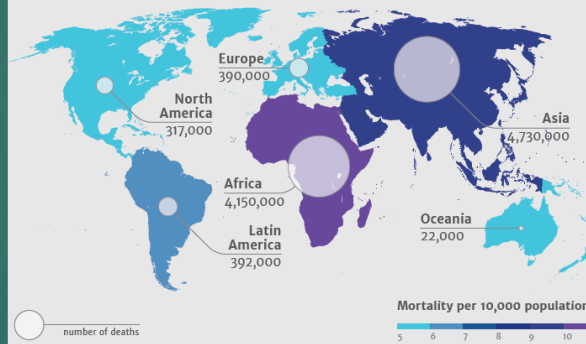 Europe
390,000
North
America
317,000
Asia
4,730,000
Africa
4,150,000
Latin
America
392,000
Oceania
22,000
number of deaths
Mortality per 10,000 population
5 6 7 8 9 10